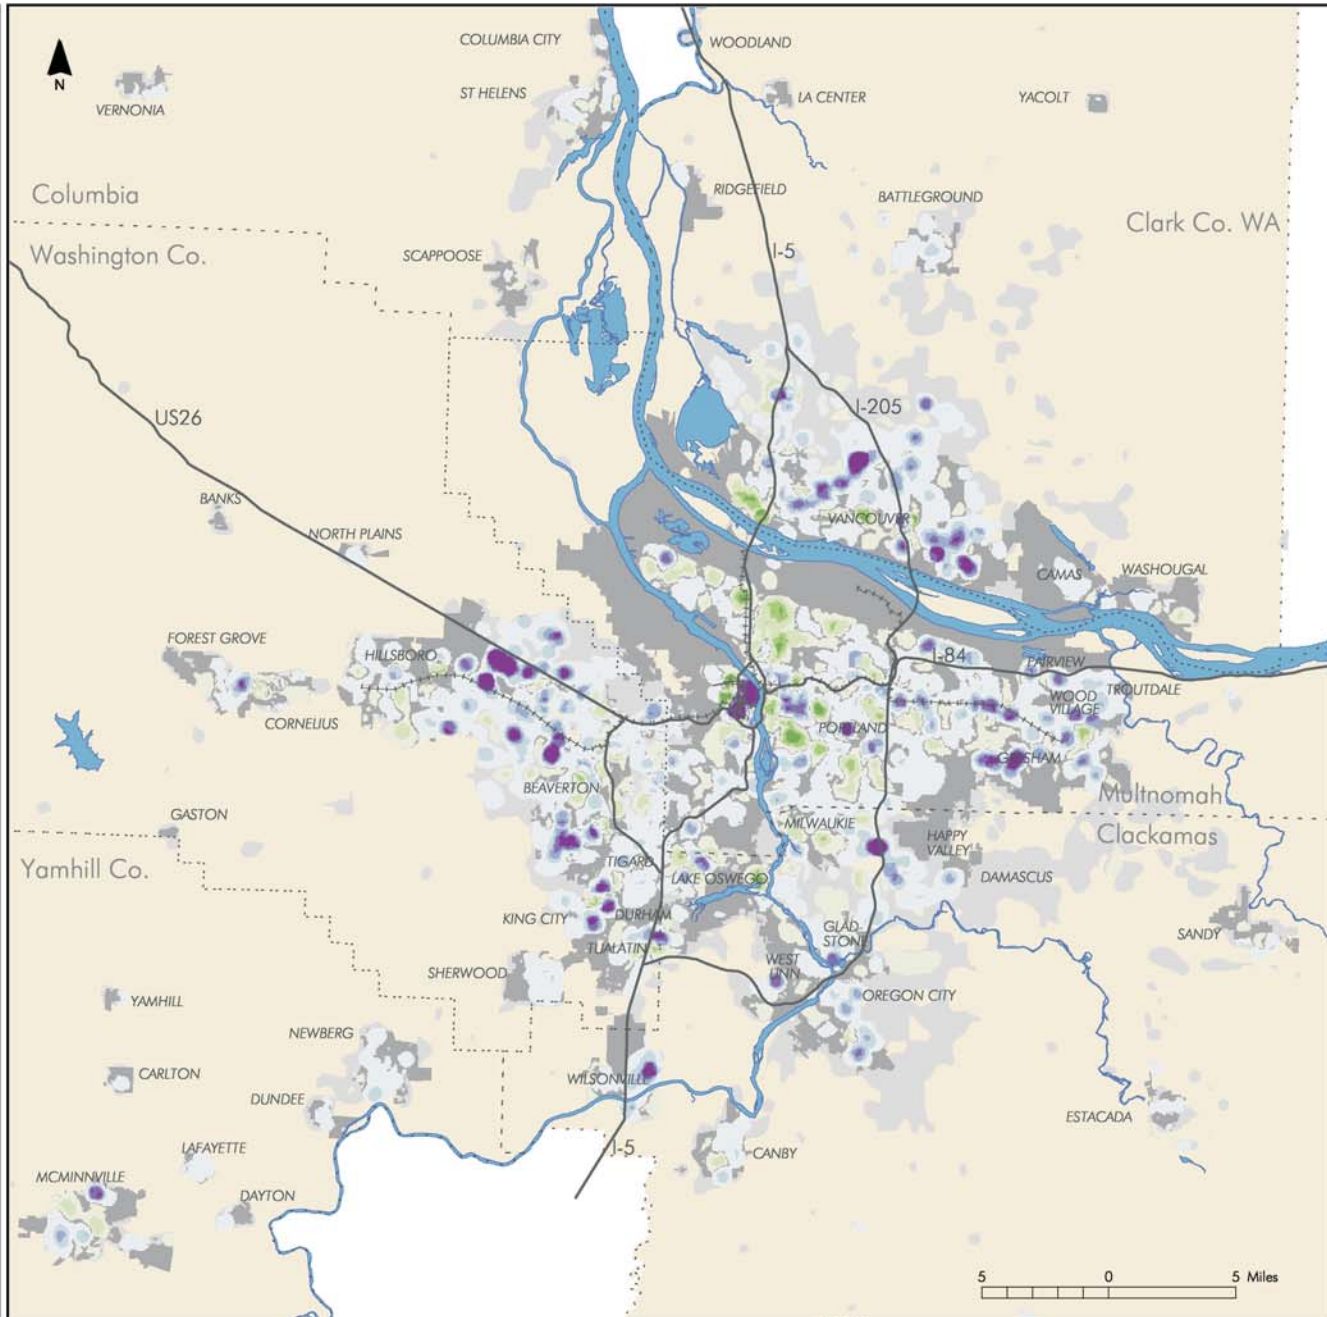 COLUMBIA CITY
WOODLAND
N
VERNONIA
ST HELENS
LA CENTER
YACOLT
Columbia
RIDGEFIELD
BATTLEGROUND
Clark Co. WA
Washington Co.
SCAPPOOSE
I-5
US26
I-205
BANKS
VANCOUVER
NORTH PLAINS
CAMAS
WASHOUGAL
FOREST GROVE
HILLSBORO
I-84
FAIRVIEW
TROUTDALE
CORNELIUS
WOOD
VILLAGE
PORTLAND
GRESHAM
BEAVERTON
Multnomah
GASTON
MILWAUKIE
HAPPY
VALLEY
Clackamas
Yamhill Co.
TIGARD
LAKE OSWEGO
DAMASCUS
KING CITY
DURHAM
GLAD-
STONE
SANDY
TUALATIN
WEST
LINN
SHERWOOD
OREGON CITY
YAMHILL
NEWBERG
CARLTON
WILSONVILLE
DUNDEE
ESTACADA
LAFAYETTE
I-5
CANBY
MCMINNVILLE
DAYTON
5 0 5 Miles